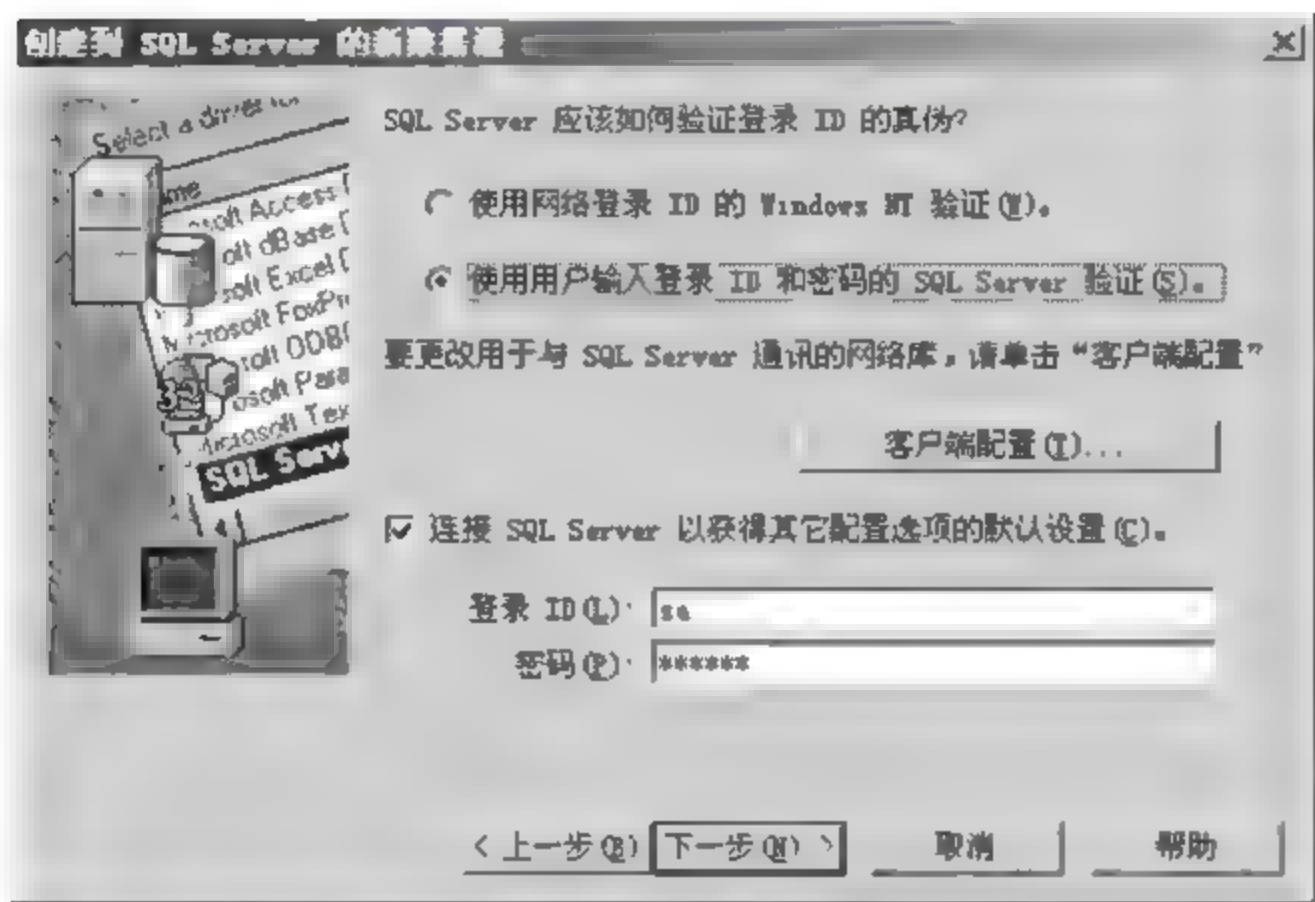 创建到 SQL Server 的新数据源
SQL Server 应该如何验证登录 ID 的真伪?
使用网络登录 ID 的 Windows NT 验证(W)。
使用用户输入登录 ID 和密码的 SQL Server 验证(S)。
要更改用于与 SQL Server 通讯的网络库,请单击“客户端配置”
客户端配置(T)...
连接 SQL Server 以获得其它配置选项的默认设置(C)。
登录 ID(L): sa
密码(P): ******
< 上一步(B) 下一步(N) > 取消 帮助
Select a driver
SQL Serv